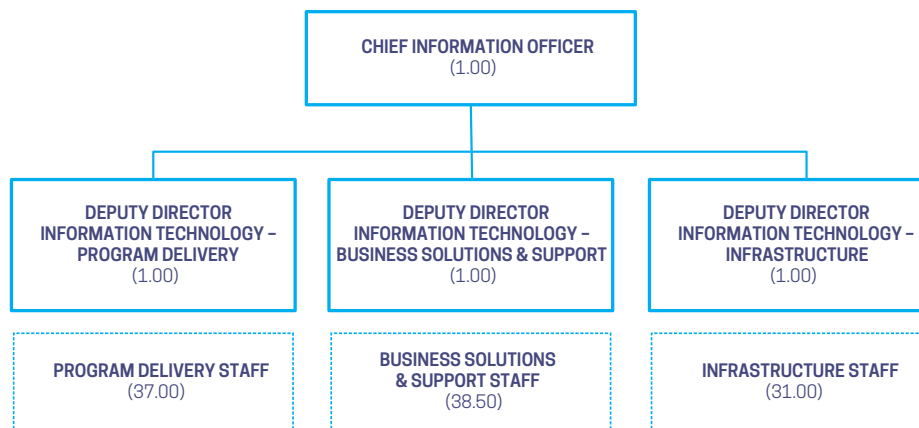 CHIEF INFORMATION OFFICER
(1.00)
DEPUTY DIRECTOR
INFORMATION TECHNOLOGY –
PROGRAM DELIVERY
(1.00)
DEPUTY DIRECTOR
INFORMATION TECHNOLOGY –
BUSINESS SOLUTIONS & SUPPORT
(1.00)
DEPUTY DIRECTOR
INFORMATION TECHNOLOGY –
INFRASTRUCTURE
(1.00)
PROGRAM DELIVERY STAFF
(37.00)
BUSINESS SOLUTIONS
& SUPPORT STAFF
(38.50)
INFRASTRUCTURE STAFF
(31.00)